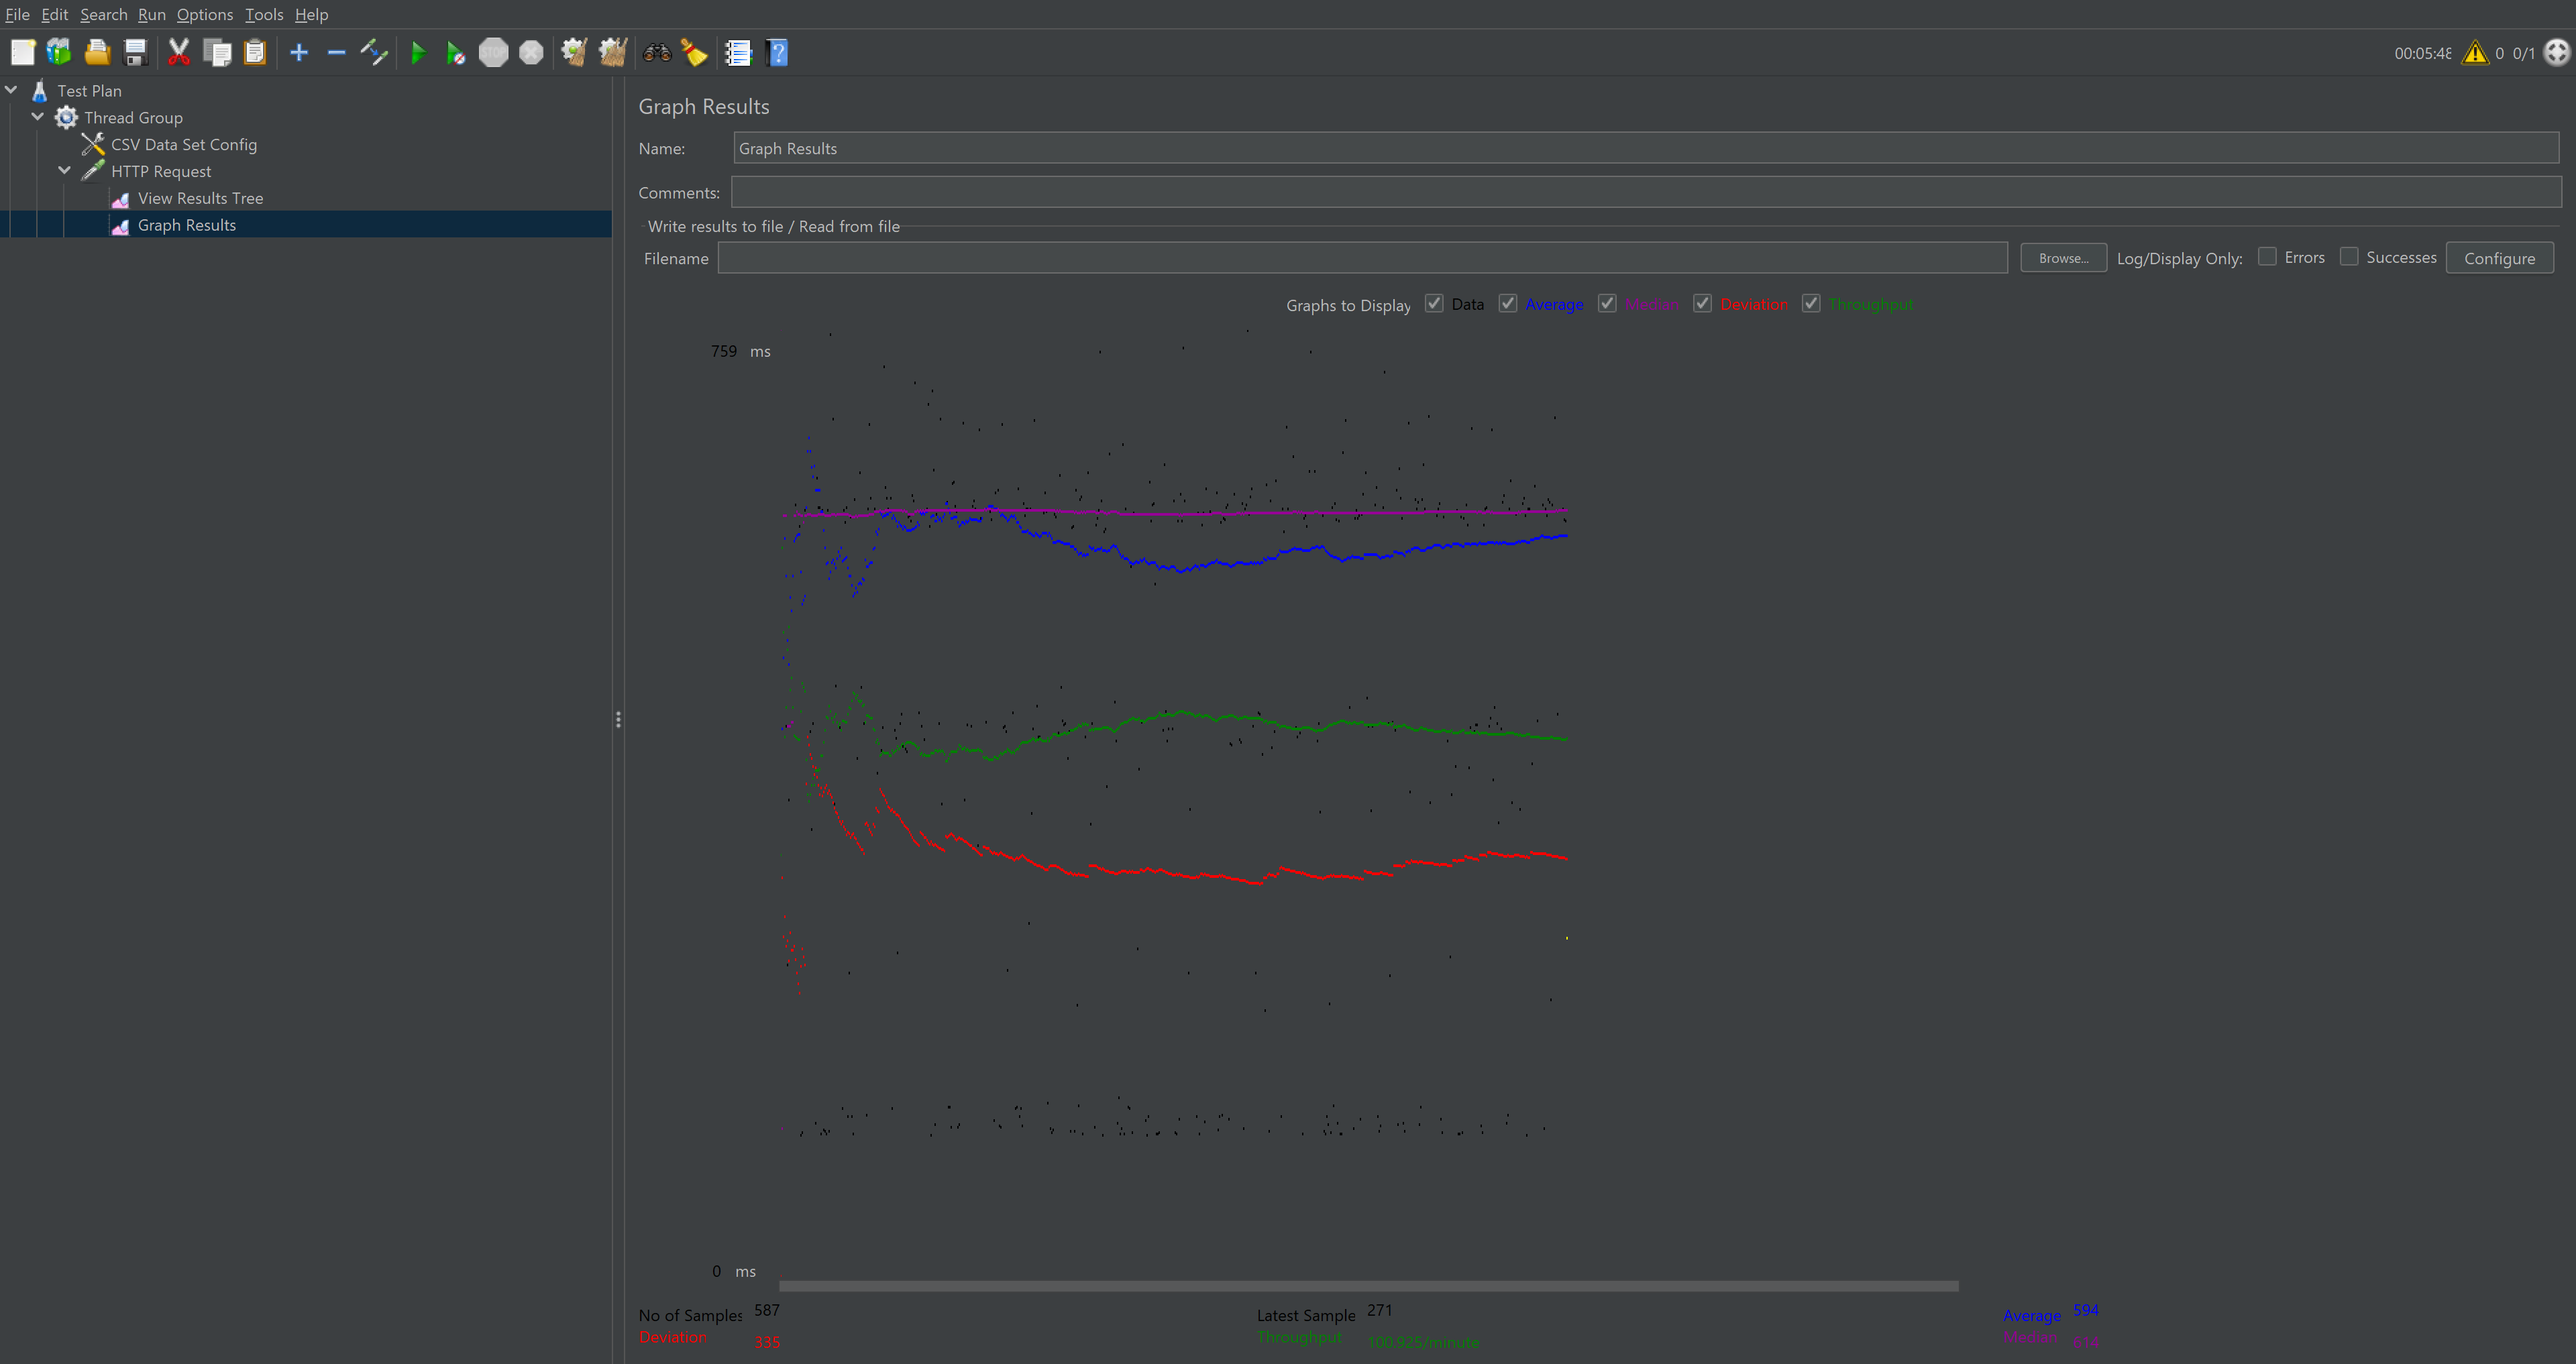 File Edit Search Run Options Tools Help
STOP
00:05:48 0 0/1
Test Plan
Thread Group
CSV Data Set Config
HTTP Request
View Results Tree
Graph Results
Graph Results
Name: Graph Results
Comments:
Write results to file / Read from file
Filename Browse... Log/Display Only: Errors Successes Configure
Graphs to Display Data Average Median Deviation Throughput
759 ms
0 ms
No of Samples 587 Latest Sample 271 Average 594
Deviation 335 Throughput 100.925/minute Median